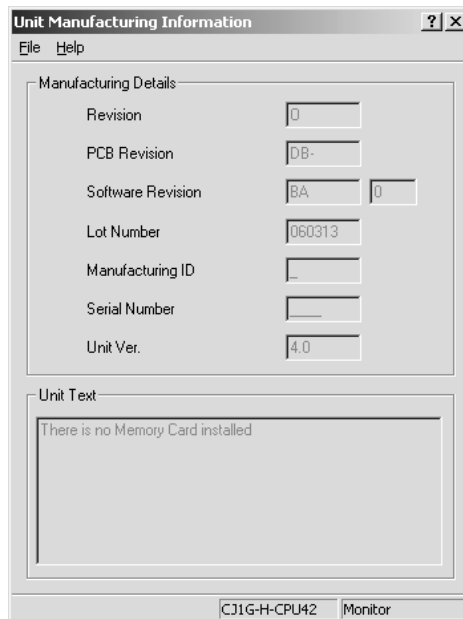 Unit Manufacturing Information
File Help
Manufacturing Details
Revision O
PCB Revision DB-
Software Revision BA 0
Lot Number 060313
Manufacturing ID _
Serial Number ____
Unit Ver. 4.0
Unit Text
There is no Memory Card installed
CJ1G-H-CPU42 Monitor